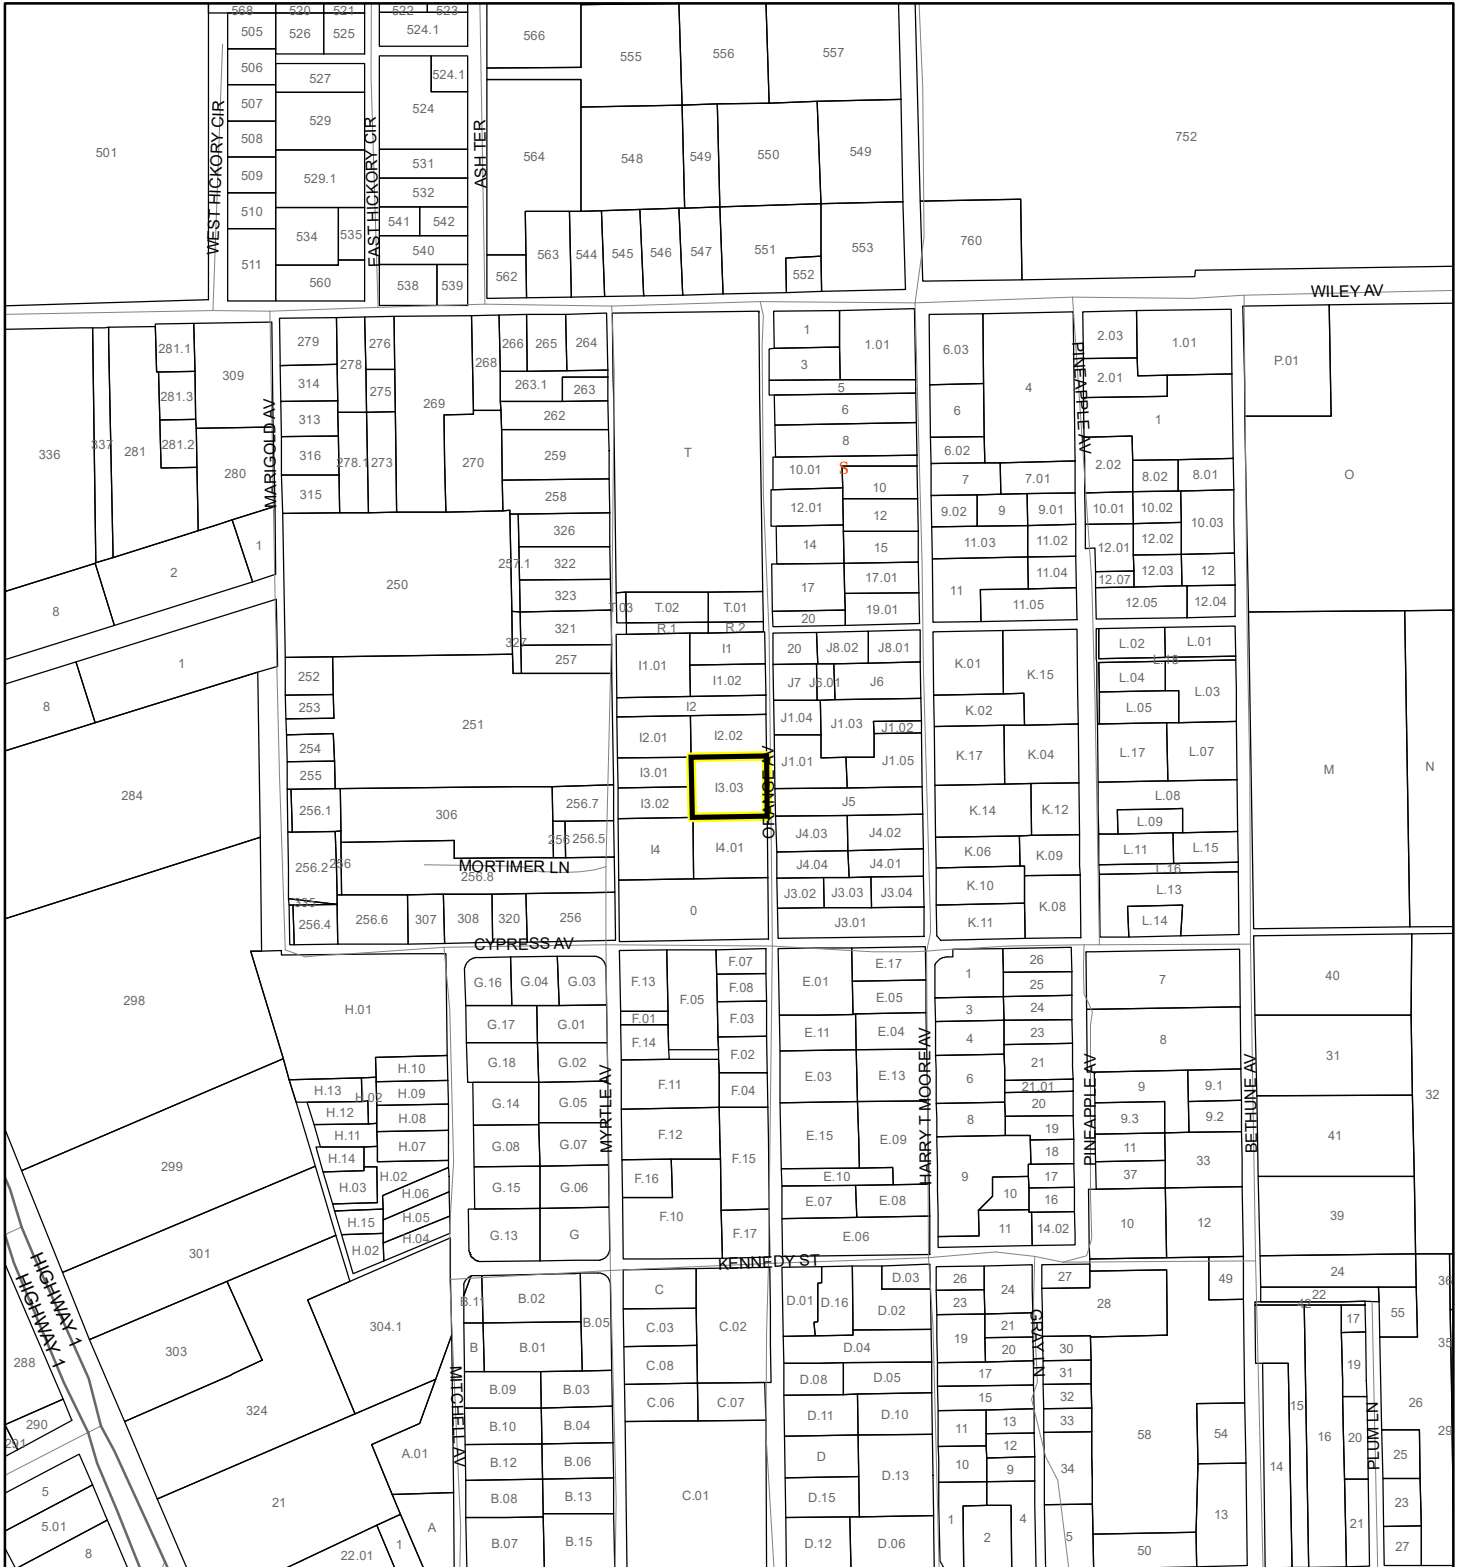 568 520 521 522 523
505 526 525 524.1 566 555 556 557
506 527 524.1
507 529 524 752
508 531 564 548 549 550 549
501 509 529.1 532
510 534 535 541 542
511 560 540 538 539 562
563 544 545 546 547 551 552 553 760
WEST HICKORY CIR
EAST HICKORY CIR
ASH TER
WILEY AV
336 337 281 281.1 281.3 281.2 309 280
MARIGOLD AV
279 278 276 268 266 265 264
314 275 269 263.1 263
313 262
316 278.1 273 270 259
315 258
T
1 1.01
3
5
6
8
10.01 S 10
12.01 12
14 15
17 17.01
20 19.01
6.03 4
6
6.02
7 7.01
9.02 9 9.01
11.03 11.02
11 11.04
11.05
PINEAPPLE AV
2.03 1.01
2.01
1
2.02 8.02 8.01
10.01 10.02 10.03
12.01 12.02
12.07 12.03 12
12.05 12.04
P.01
O
8 2 1
8 1
250 257.1 326
322
323
327 321
257
T.03 T.02 T.01
R.1 R.2
252
253
251
254
255
284
256.1 306 256.7
256 256.5
256.2 256
MORTIMER LN
256.8
335
256.4 256.6 307 308 320 256
I1.01 I1
I1.02
I2
I2.01 I2.02
I3.01 I3.03
I3.02
I4 I4.01
0
ORANGE AV
20 J8.02 J8.01
J7 J6.01 J6
J1.04 J1.03 J1.02
J1.01 J1.05
J5
J4.03 J4.02
J4.04 J4.01
J3.02 J3.03 J3.04
J3.01
K.01 K.15
K.02
K.17 K.04
K.14 K.12
K.06 K.09
K.10 K.08
K.11
L.02 L.01
L.04 L.03
L.05
L.17 L.07
L.08
L.09
L.11 L.15
L.16
L.13
L.14
M N
CYPRESS AV
298
H.01
H.10
H.13 H.02 H.09
H.12 H.08
H.11 H.07
H.14
H.03 H.02 H.06
H.15 H.05
H.02 H.04
G.16 G.04 G.03
G.17 G.01
G.18 G.02
G.14 G.05
G.08 G.07
G.15 G.06
G.13 G
MYRTLE AV
F.13 F.05 F.07
F.08
F.01 F.03
F.14 F.02
F.11 F.04
F.12
F.16 F.15
F.10 F.17
E.01 E.17
E.05
E.11 E.04
E.03 E.13
E.15 E.09
E.10
E.07 E.08
E.06
HARRY T MOORE AV
1 26
25
3 24
4 23
6 21
21.01
8 20
19
18
9 17
10 16
11 14.02
PINEAPPLE AV
7
8
9 9.1
9.3 9.2
11
37 33
10 12
BETHUNE AV
40
31
32
41
39
299
301
303
304.1
324
HIGHWAY 1
HIGHWAY 1
288
290
291
5
5.01
8
21
22.01 1
A.01
A
KENNEDY ST
B.11 B.02 B.05
B B.01
B.09 B.03
B.10 B.04
B.12 B.06
B.08 B.13
B.07 B.15
MITCHELL AV
C
C.03 C.02
C.08
C.06 C.07
C.01
D.01 D.16 D.03
D.02
D.04
D.08 D.05
D.11 D.10
D D.13
D.15
D.12 D.06
26 24
23
19 21
20
17
15
11 13
12
10 9
1 2 4
GRAY LN
27 28 49
30
31
32
33
34 58 54
13
5 50
24
22
42
17 55
19
15 16 20 26
14
21
PLUM LN
36
35
29
25
23
27